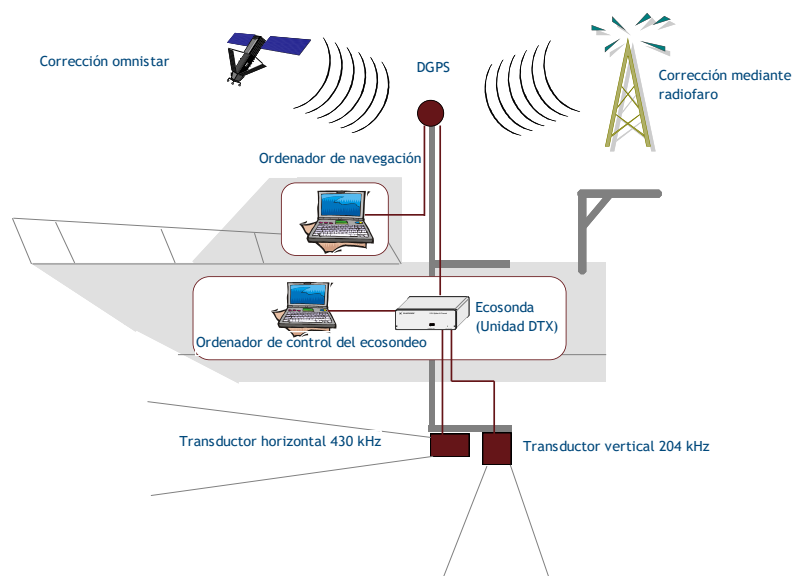 Corrección omnistar
DGPS
Corrección mediante
radiofaro
Ordenador de navegación
Ecosonda
(Unidad DTX)
Ordenador de control del ecosondeo
Transductor horizontal 430 kHz
Transductor vertical 204 kHz